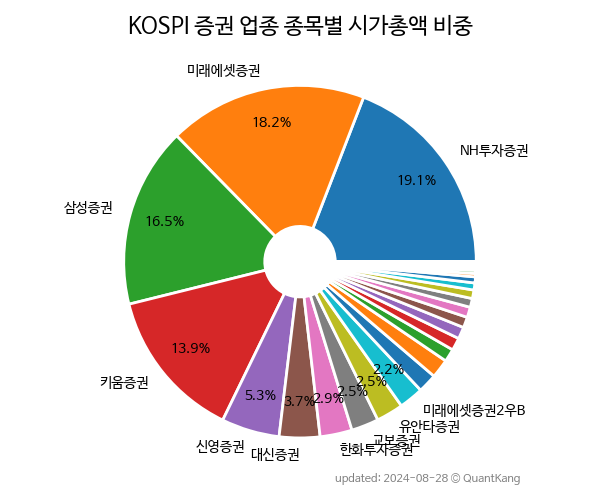 KOSPI 증권 업종 종목별 시가총액 비중
미래에셋증권
18.2%
NH투자증권
19.1%
삼성증권
16.5%
키움증권
13.9%
5.3%
3.7%
2.9%
2.5%
2.5%
2.2%
미래에셋증권2우B
유안타증권
교보증권
한화투자증권
대신증권
신영증권
updated: 2024-08-28 © QuantKang